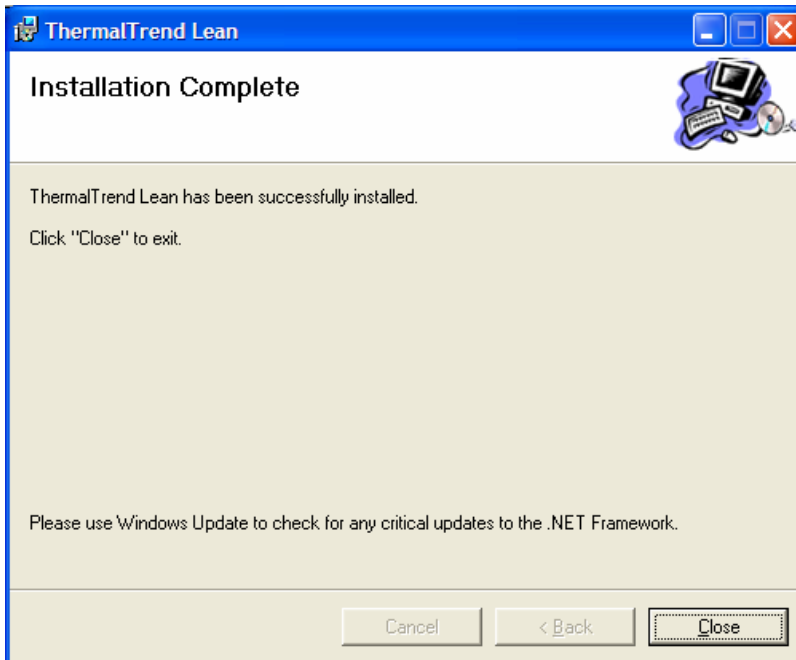 ThermalTrend Lean
Installation Complete
ThermalTrend Lean has been successfully installed.
Click "Close" to exit.
Please use Windows Update to check for any critical updates to the .NET Framework.
Cancel
< Back
Close